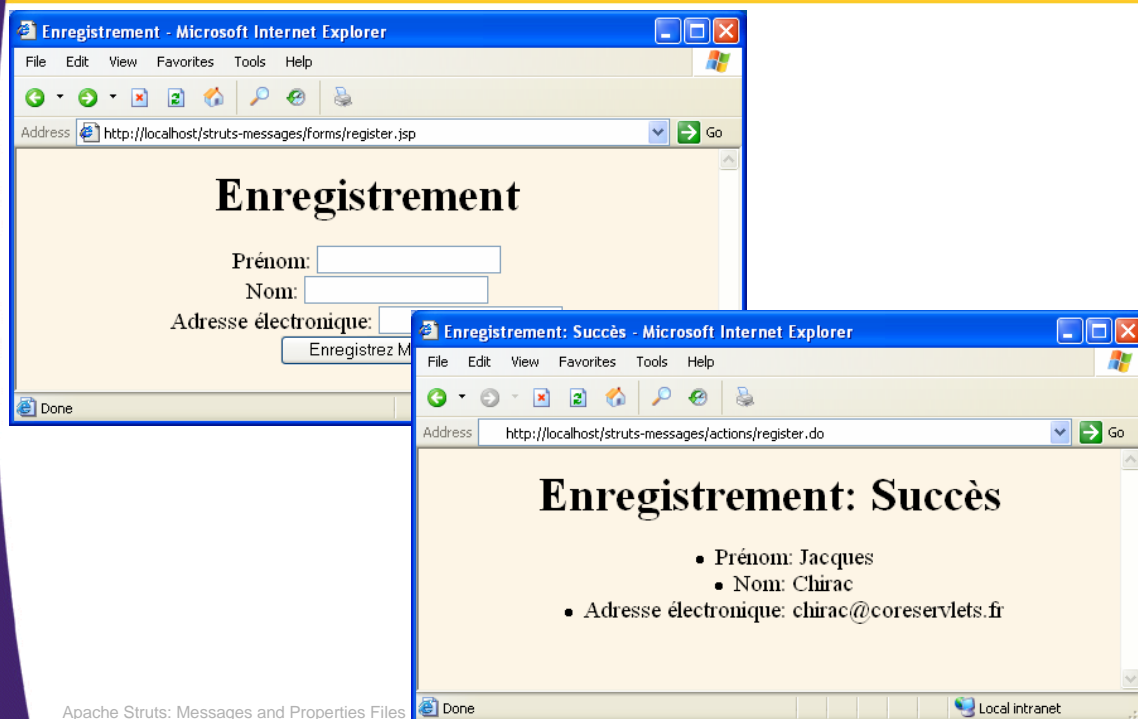 Enregistrement - Microsoft Internet Explorer
File Edit View Favorites Tools Help
Address http://localhost/struts-messages/forms/register.jsp Go
Enregistrement
Prénom:
Nom:
Adresse électronique:
Enregistrez M
Done
Enregistrement: Succès - Microsoft Internet Explorer
File Edit View Favorites Tools Help
Address http://localhost/struts-messages/actions/register.do Go
Enregistrement: Succès
• Prénom: Jacques
• Nom: Chirac
• Adresse électronique: chirac@coreservlets.fr
Done Local intranet
Apache Struts: Messages and Properties Files